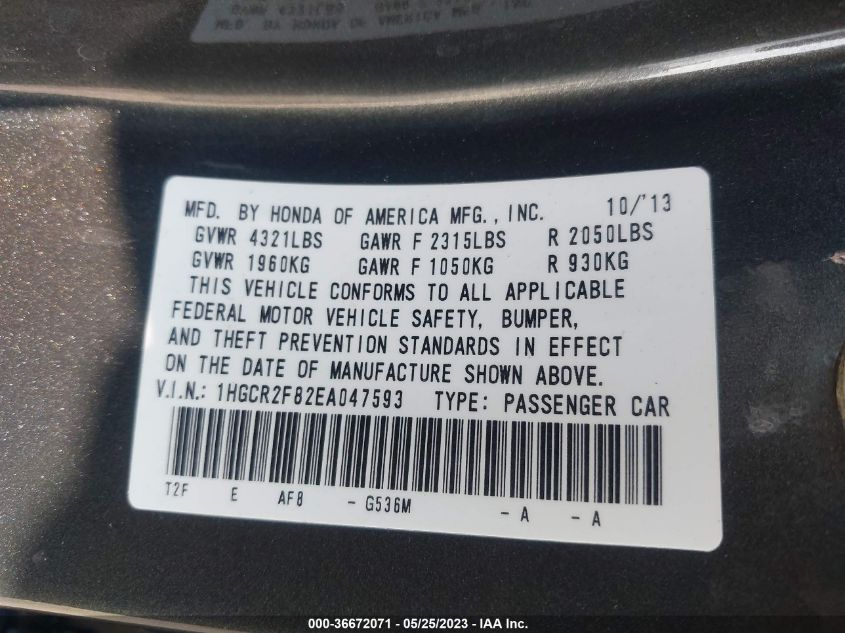 MFD. BY HONDA OF AMERICA MFG., INC. 10/'13
GVWR 4321LBS GAWR F 2315LBS R 2050LBS
GVWR 1960KG GAWR F 1050KG R 930KG
THIS VEHICLE CONFORMS TO ALL APPLICABLE
FEDERAL MOTOR VEHICLE SAFETY, BUMPER,
AND THEFT PREVENTION STANDARDS IN EFFECT
ON THE DATE OF MANUFACTURE SHOWN ABOVE.
V.I.N.: 1HGCR2F82EA047593 TYPE: PASSENGER CAR
T2F E AF8 - G536M - A - A
000-36672071 / 05/25/2023 - IAA Inc.